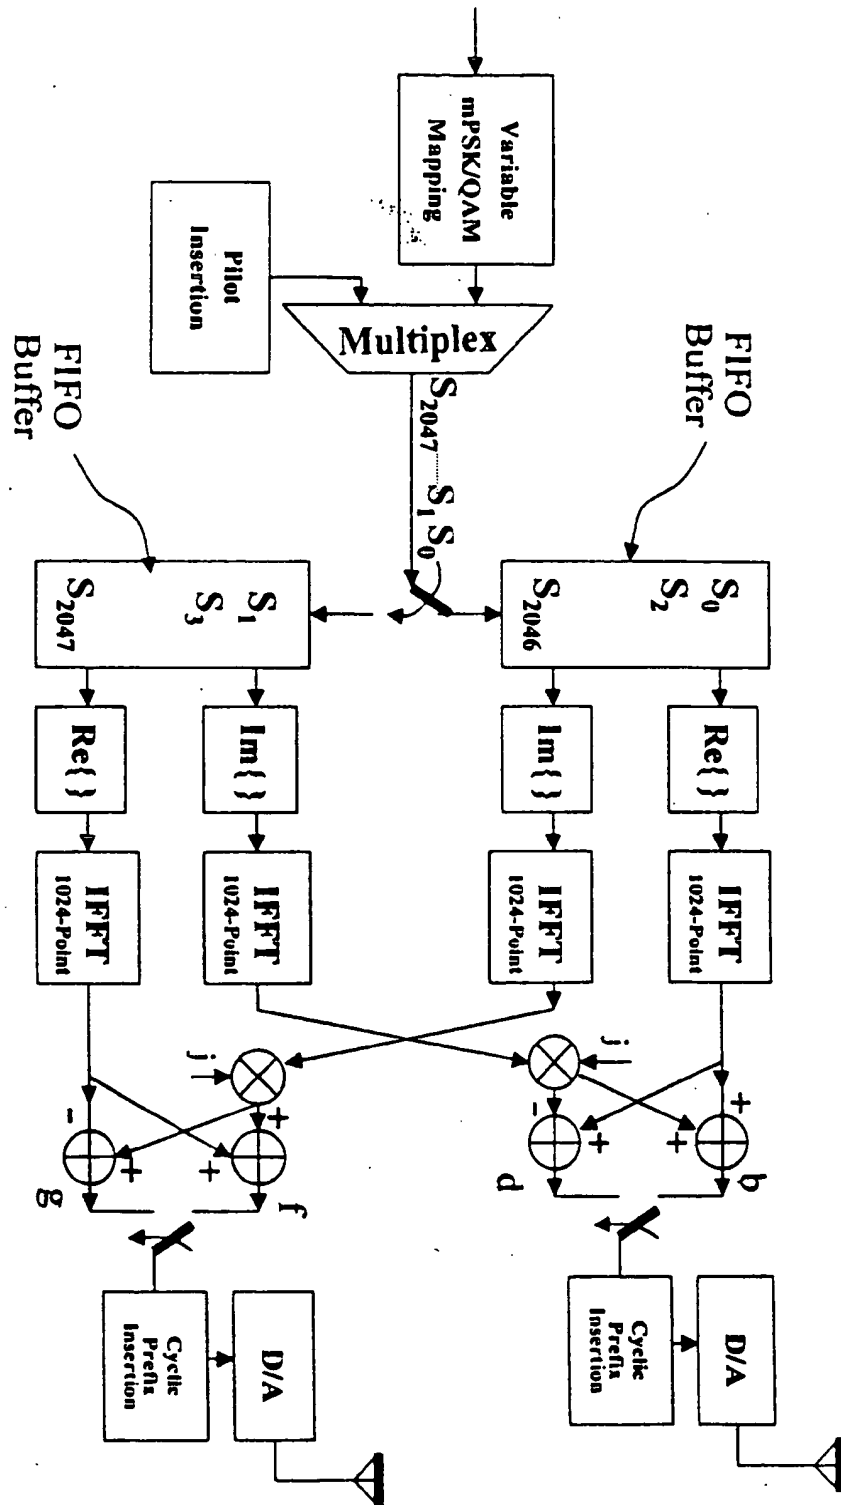 Variable
mPSK/QAM
Mapping
Pilot
Insertion
Multiplex
S2047 ........ S1 S0
FIFO
Buffer
FIFO
Buffer
S0
S2
S2046
S1
S3
S2047
Re{ }
Im{ }
Im{ }
Re{ }
IFFT
1024-Point
IFFT
1024-Point
IFFT
1024-Point
IFFT
1024-Point
j
j
+
+
-
+
+
+
-
+
b
d
f
g
Cyclic
Prefix
Insertion
D/A
Cyclic
Prefix
Insertion
D/A